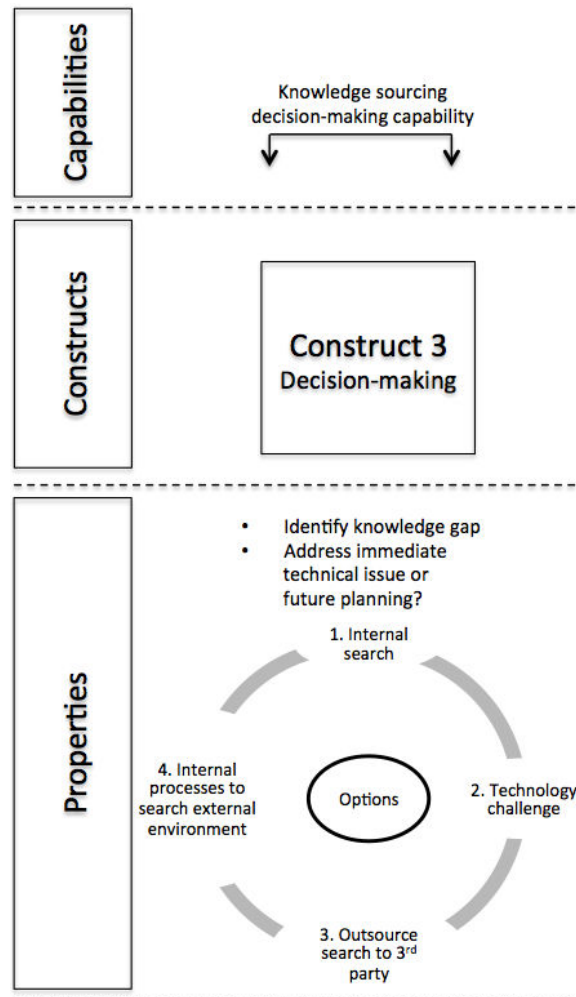 Capabilities
Knowledge sourcing
decision-making capability
Constructs
Construct 3
Decision-making
Properties
• Identify knowledge gap
• Address immediate
technical issue or
future planning?
1. Internal
search
2. Technology
challenge
3. Outsource
search to 3rd
party
4. Internal
processes to
search external
environment
Options